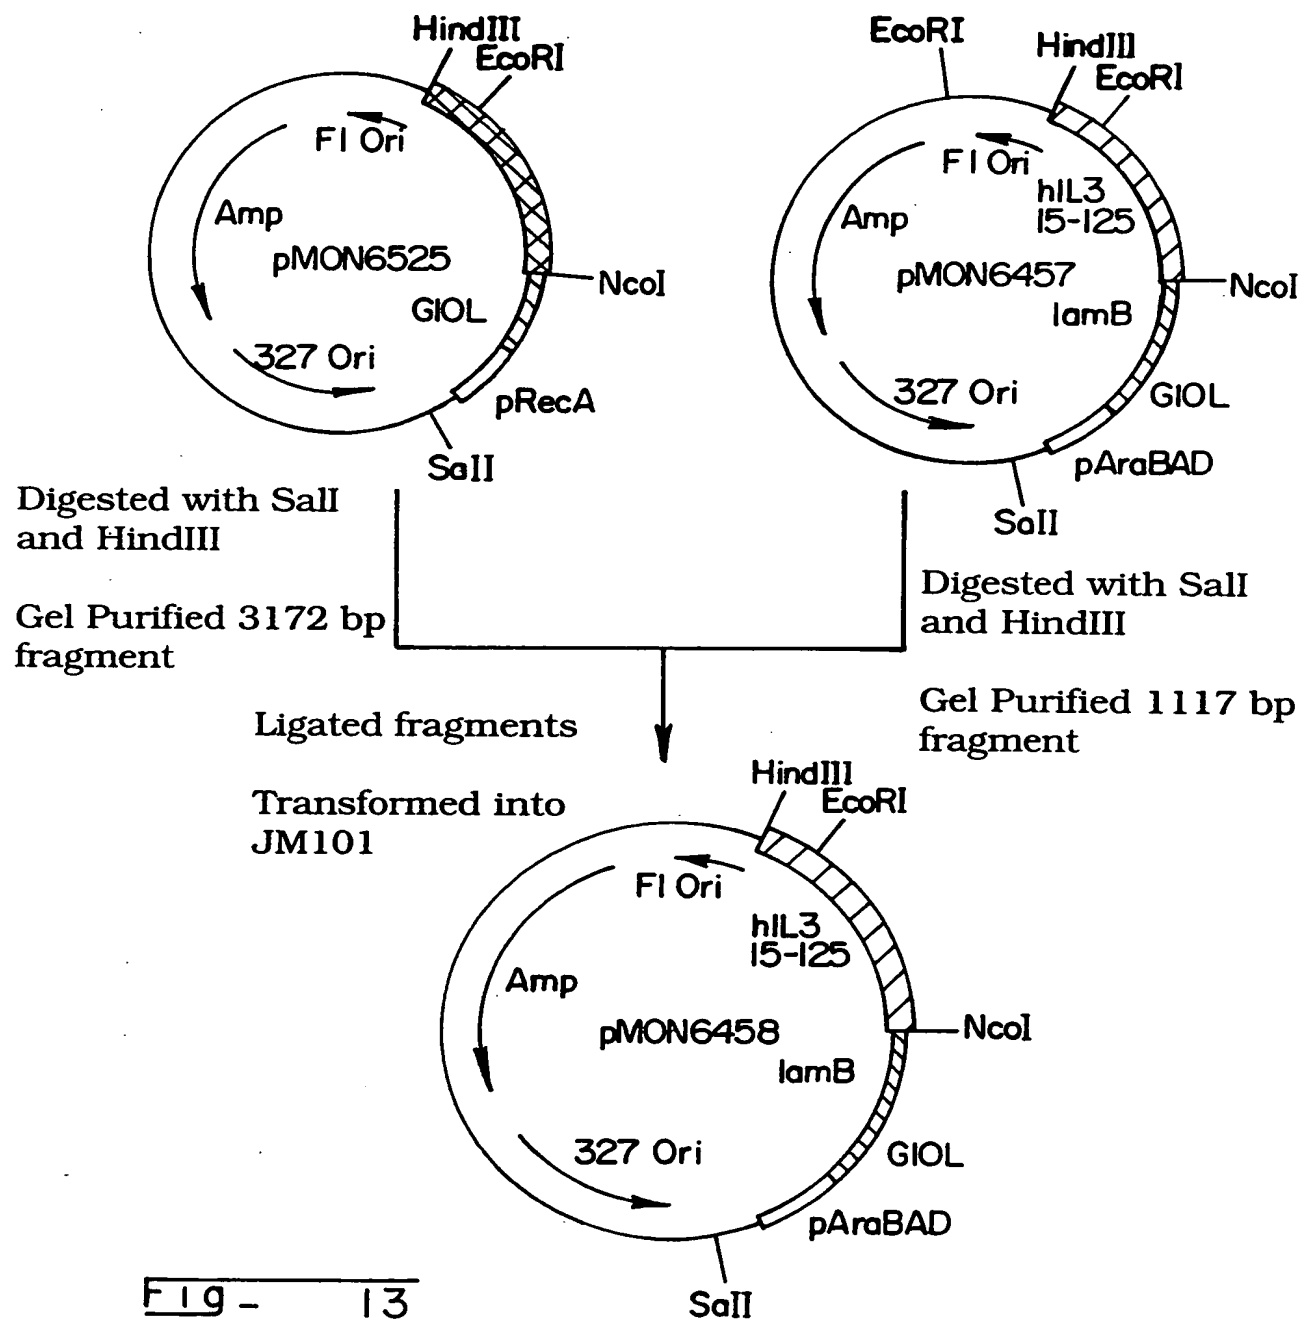 HindIII
EcoRI
F1 Ori
Amp
pMON6525
NcoI
G10L
327 Ori
pRecA
SalI
EcoRI
HindIII
EcoRI
F1 Ori
hIL3
15-125
Amp
pMON6457
NcoI
lamB
327 Ori
G10L
pAraBAD
SalI
Digested with SalI
and HindIII
Gel Purified 3172 bp
fragment
Digested with SalI
and HindIII
Gel Purified 1117 bp
fragment
Ligated fragments
Transformed into
JM101
HindIII
EcoRI
F1 Ori
hIL3
15-125
Amp
pMON6458
NcoI
lamB
327 Ori
G10L
pAraBAD
SalI
Fig- 13